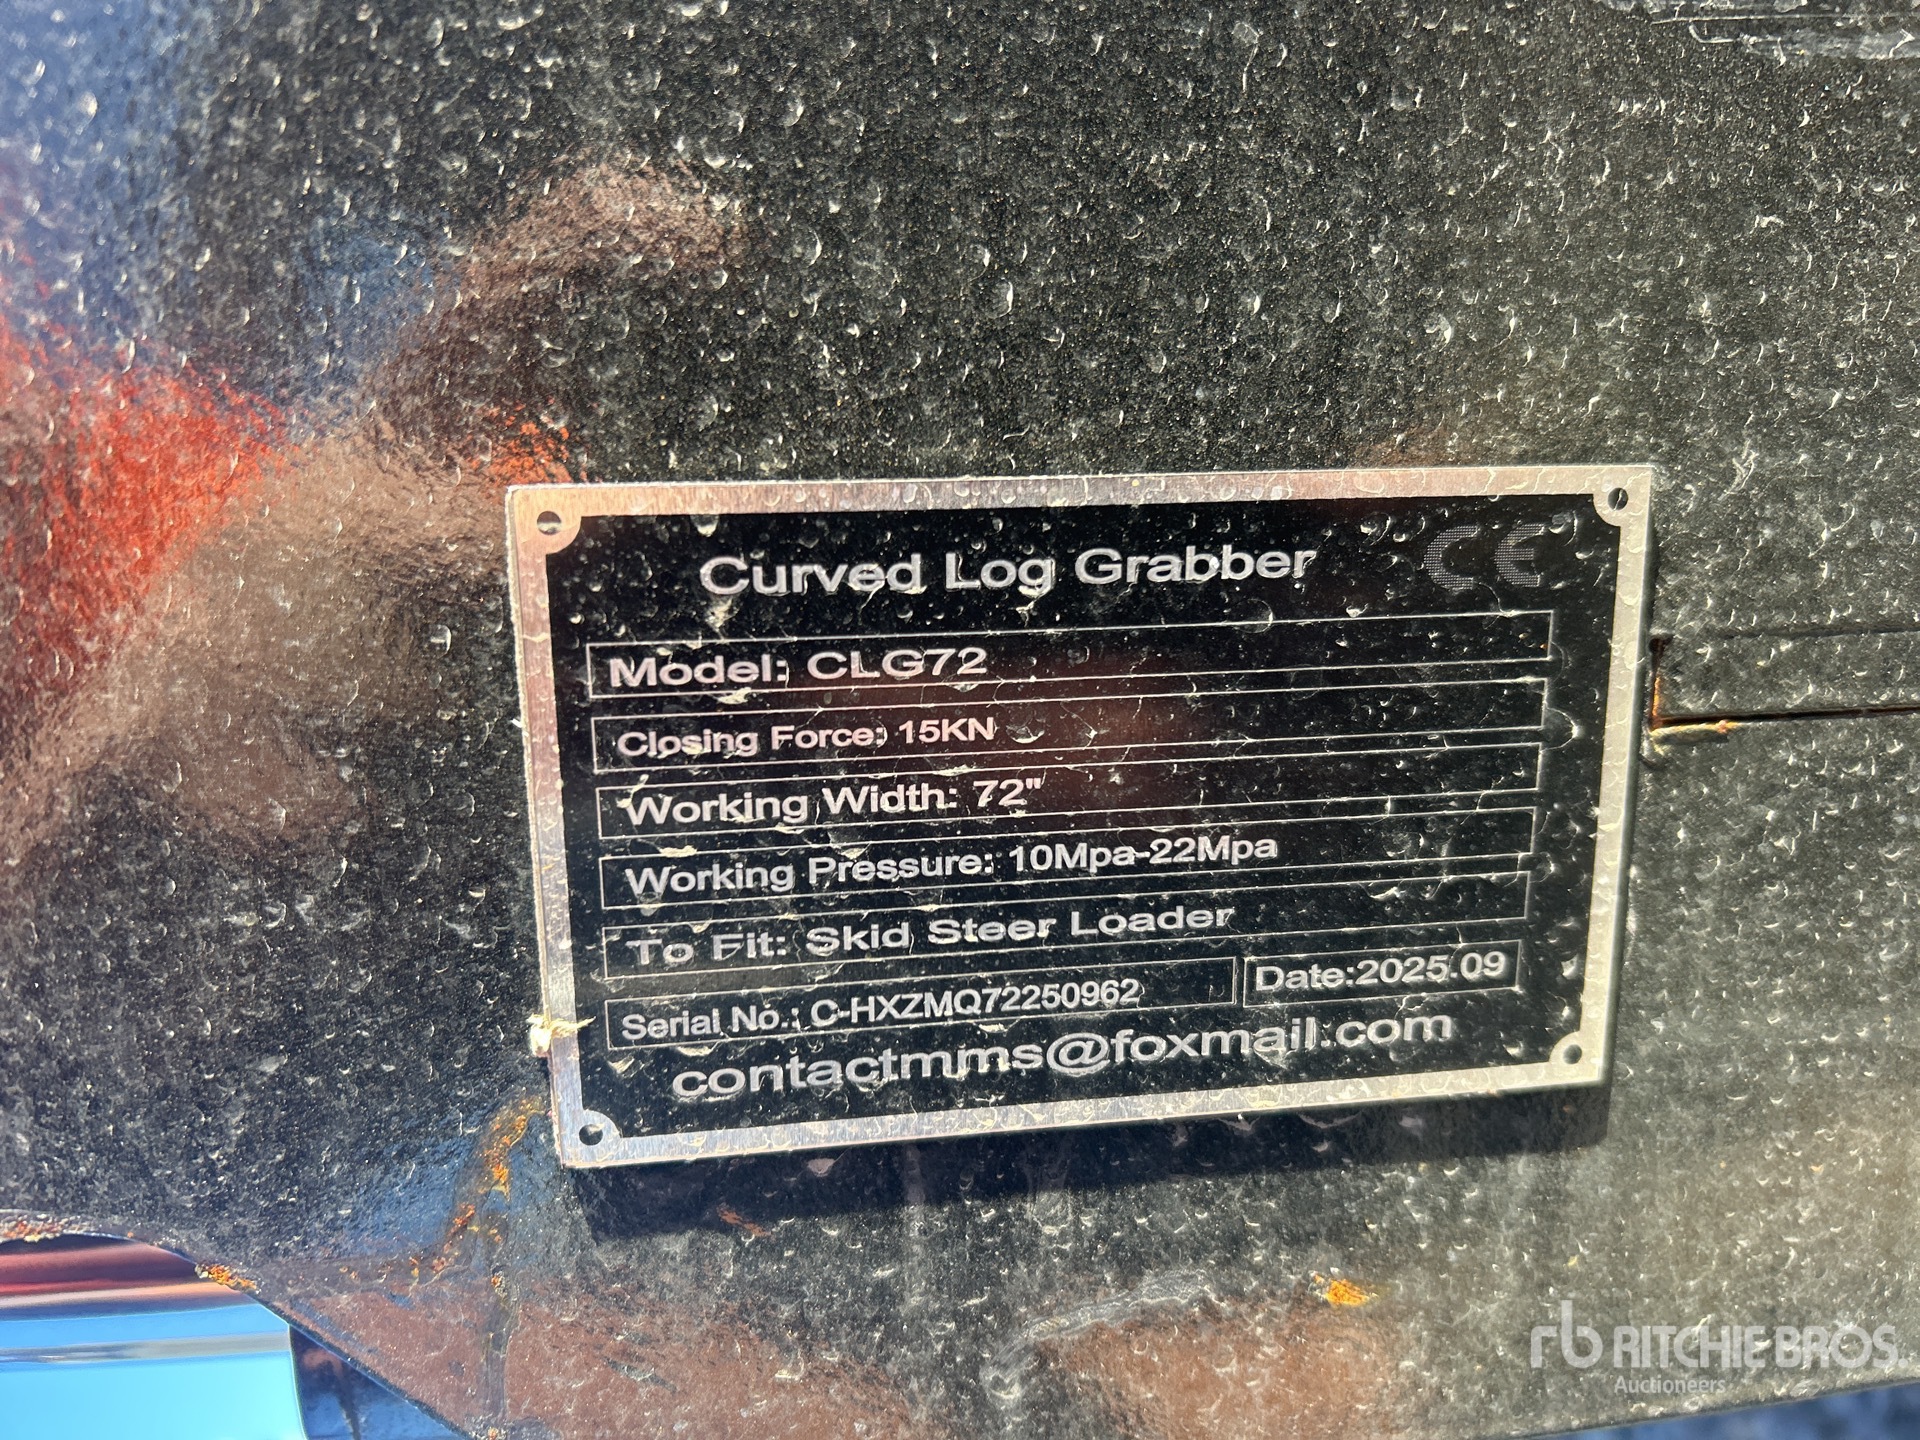 Curved Log Grabber CE
Model: CLG72
Closing Force: 15KN
Working Width: 72"
Working Pressure: 10Mpa-22Mpa
To Fit: Skid Steer Loader
Serial No.: C-HXZMQ72250962 Date:2025.09
contactmms@foxmail.com
rb RITCHIE BROS.
Auctioneers